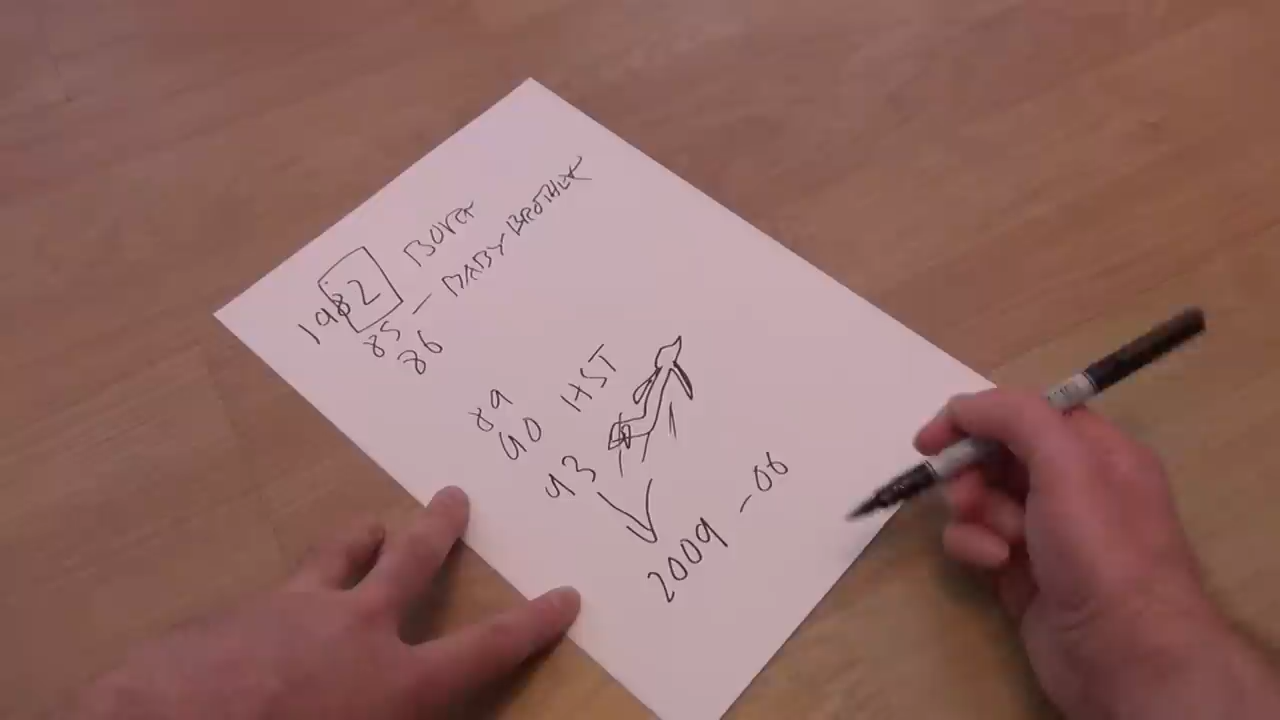 1982 BORN
85 - BABY BROTHER
86
89
90 HST
93
2009 - 06